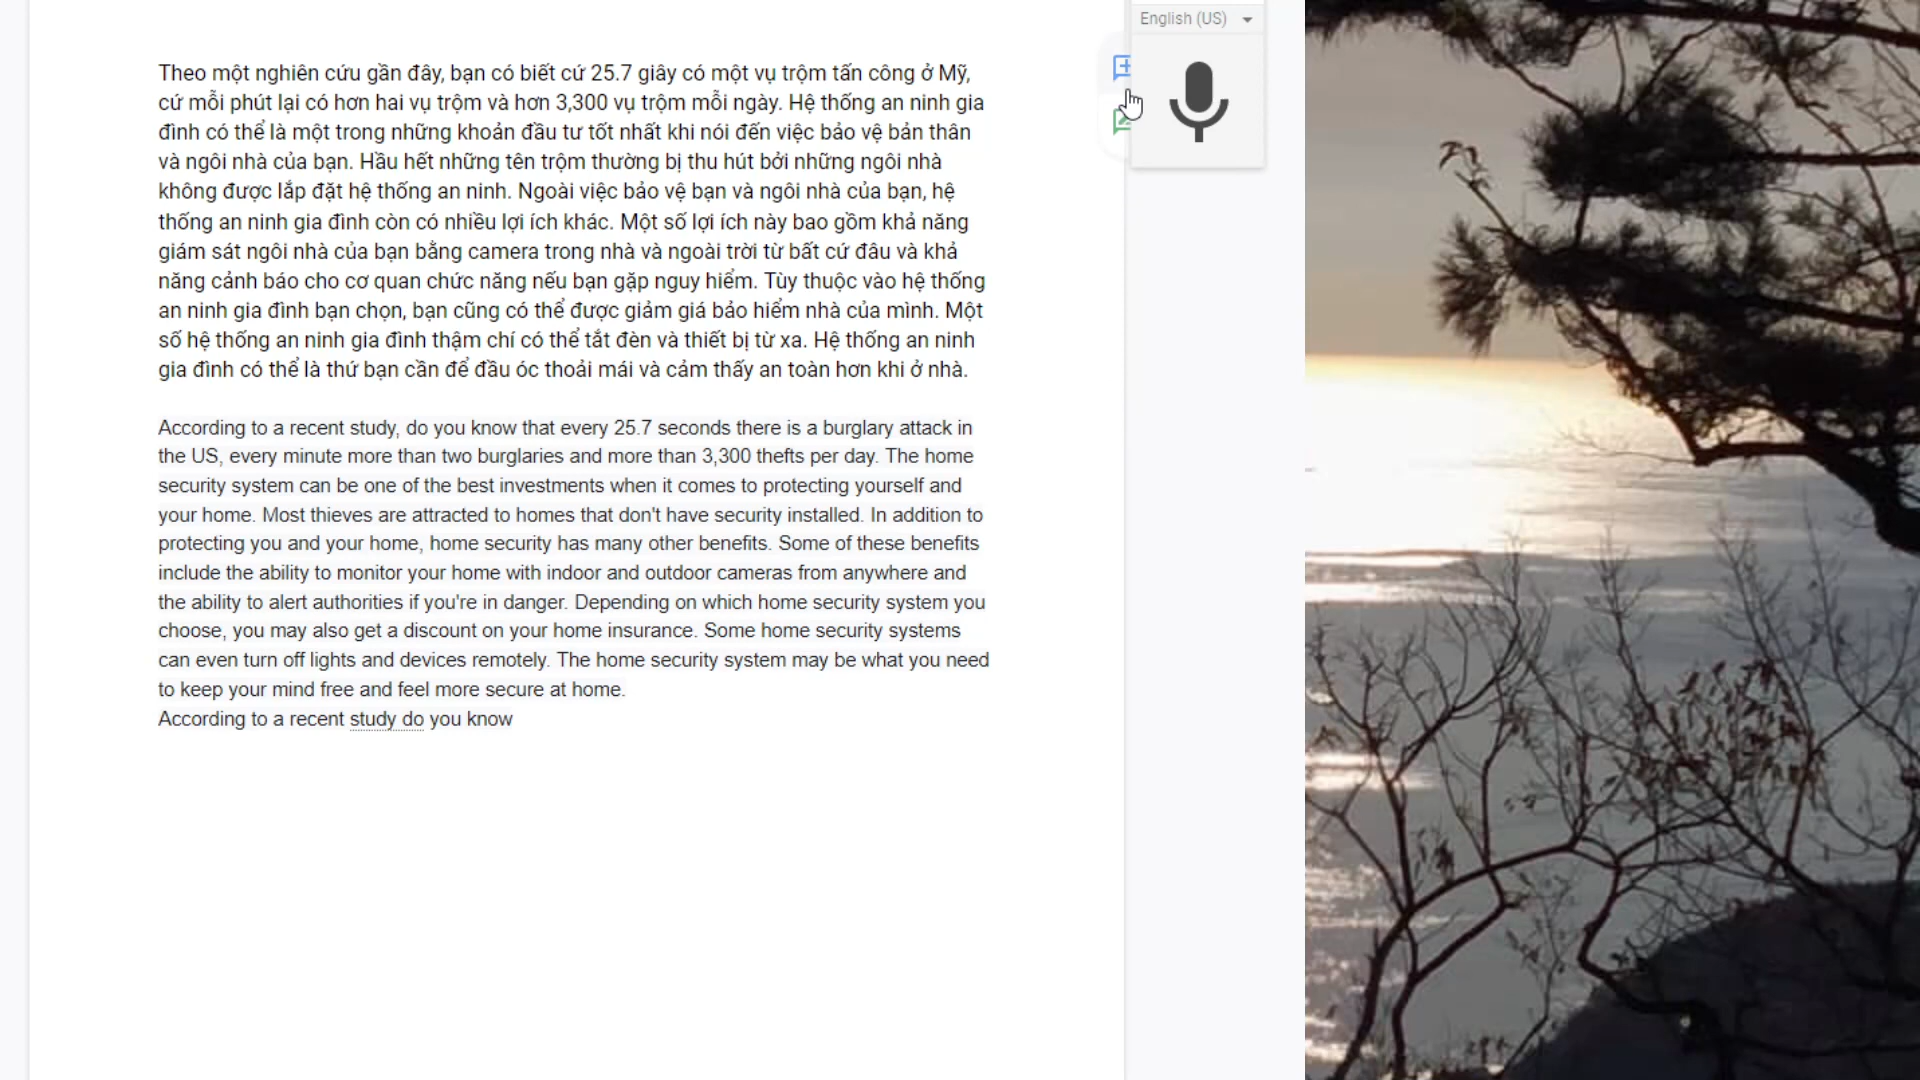 English (US)
Theo một nghiên cứu gần đây, bạn có biết cứ 25.7 giây có một vụ trộm tấn công ở Mỹ,
cứ mỗi phút lại có hơn hai vụ trộm và hơn 3,300 vụ trộm mỗi ngày. Hệ thống an ninh gia
đình có thể là một trong những khoản đầu tư tốt nhất khi nói đến việc bảo vệ bản thân
và ngôi nhà của bạn. Hầu hết những tên trộm thường bị thu hút bởi những ngôi nhà
không được lắp đặt hệ thống an ninh. Ngoài việc bảo vệ bạn và ngôi nhà của bạn, hệ
thống an ninh gia đình còn có nhiều lợi ích khác. Một số lợi ích này bao gồm khả năng
giám sát ngôi nhà của bạn bằng camera trong nhà và ngoài trời từ bất cứ đâu và khả
năng cảnh báo cho cơ quan chức năng nếu bạn gặp nguy hiểm. Tùy thuộc vào hệ thống
an ninh gia đình bạn chọn, bạn cũng có thể được giảm giá bảo hiểm nhà của mình. Một
số hệ thống an ninh gia đình thậm chí có thể tắt đèn và thiết bị từ xa. Hệ thống an ninh
gia đình có thể là thứ bạn cần để đầu óc thoải mái và cảm thấy an toàn hơn khi ở nhà.
According to a recent study, do you know that every 25.7 seconds there is a burglary attack in
the US, every minute more than two burglaries and more than 3,300 thefts per day. The home
security system can be one of the best investments when it comes to protecting yourself and
your home. Most thieves are attracted to homes that don't have security installed. In addition to
protecting you and your home, home security has many other benefits. Some of these benefits
include the ability to monitor your home with indoor and outdoor cameras from anywhere and
the ability to alert authorities if you're in danger. Depending on which home security system you
choose, you may also get a discount on your home insurance. Some home security systems
can even turn off lights and devices remotely. The home security system may be what you need
to keep your mind free and feel more secure at home.
According to a recent study do you know